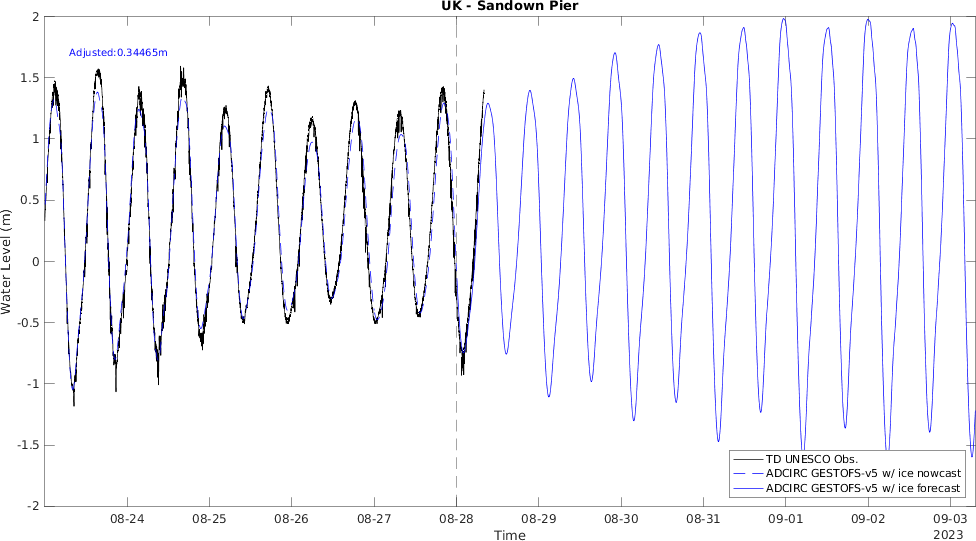 UK - Sandown Pier
Adjusted:0.34465m
Water Level (m)
2
1.5
1
0.5
0
-0.5
-1
-1.5
-2
TD UNESCO Obs.
ADCIRC GESTOFS-v5 w/ ice nowcast
ADCIRC GESTOFS-v5 w/ ice forecast
08-24 08-25 08-26 08-27 08-28 08-29 08-30 08-31 09-01 09-02 09-03
Time
2023